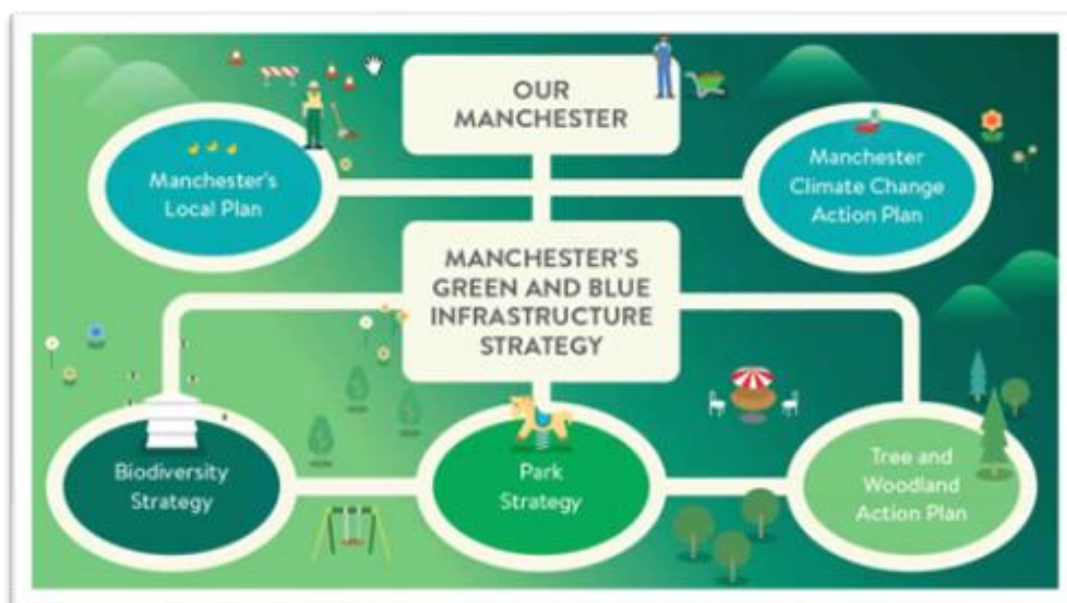 OUR
MANCHESTER
Manchester's
Local Plan
Manchester
Climate Change
Action Plan
MANCHESTER'S
GREEN AND BLUE
INFRASTRUCTURE
STRATEGY
Biodiversity
Strategy
Park
Strategy
Tree and
Woodland
Action Plan